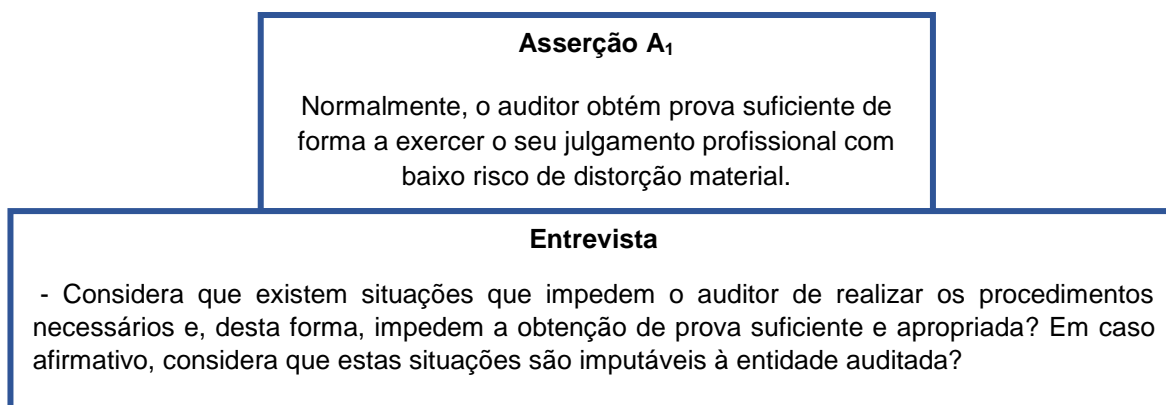 Asserção A1
Normalmente, o auditor obtém prova suficiente de
forma a exercer o seu julgamento profissional com
baixo risco de distorção material.
Entrevista
- Considera que existem situações que impedem o auditor de realizar os procedimentos
necessários e, desta forma, impedem a obtenção de prova suficiente e apropriada? Em caso
afirmativo, considera que estas situações são imputáveis à entidade auditada?